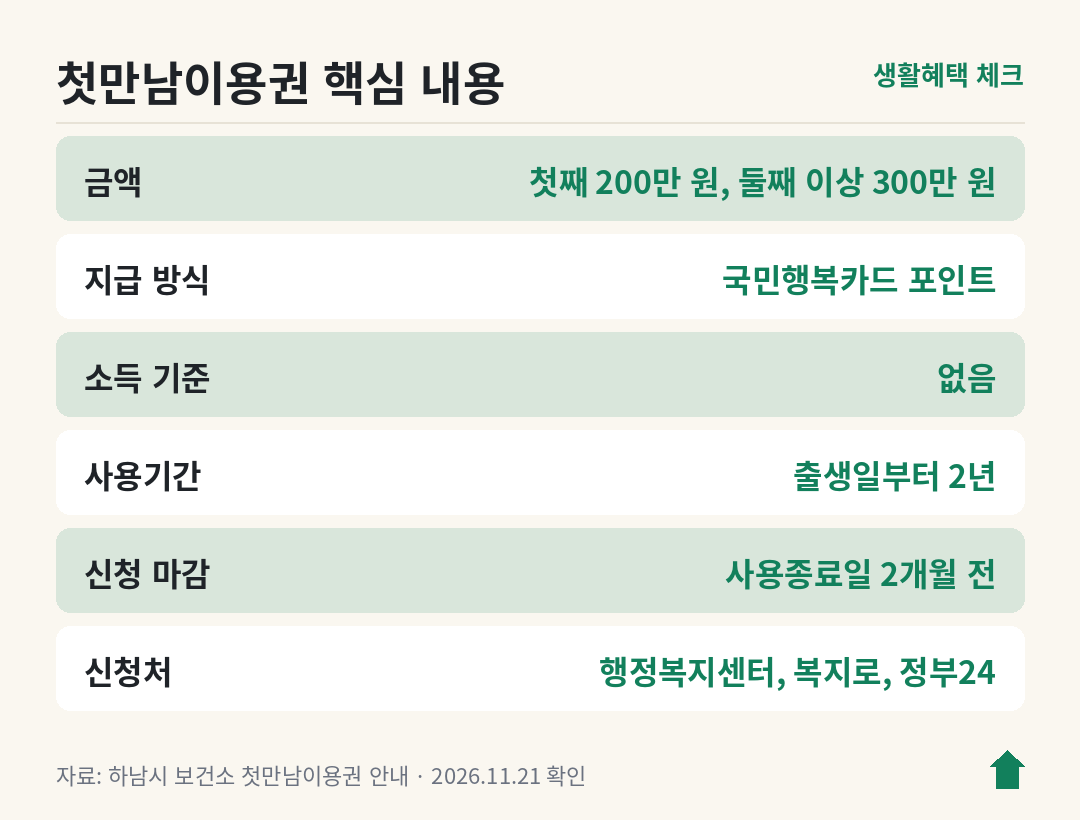 첫만남이용권 핵심 내용
생활혜택 체크
금액 첫째 200만 원, 둘째 이상 300만 원
지급 방식 국민행복카드 포인트
소득 기준 없음
사용기간 출생일부터 2년
신청 마감 사용종료일 2개월 전
신청처 행정복지센터, 복지로, 정부24
자료: 하남시 보건소 첫만남이용권 안내 · 2026.11.21 확인